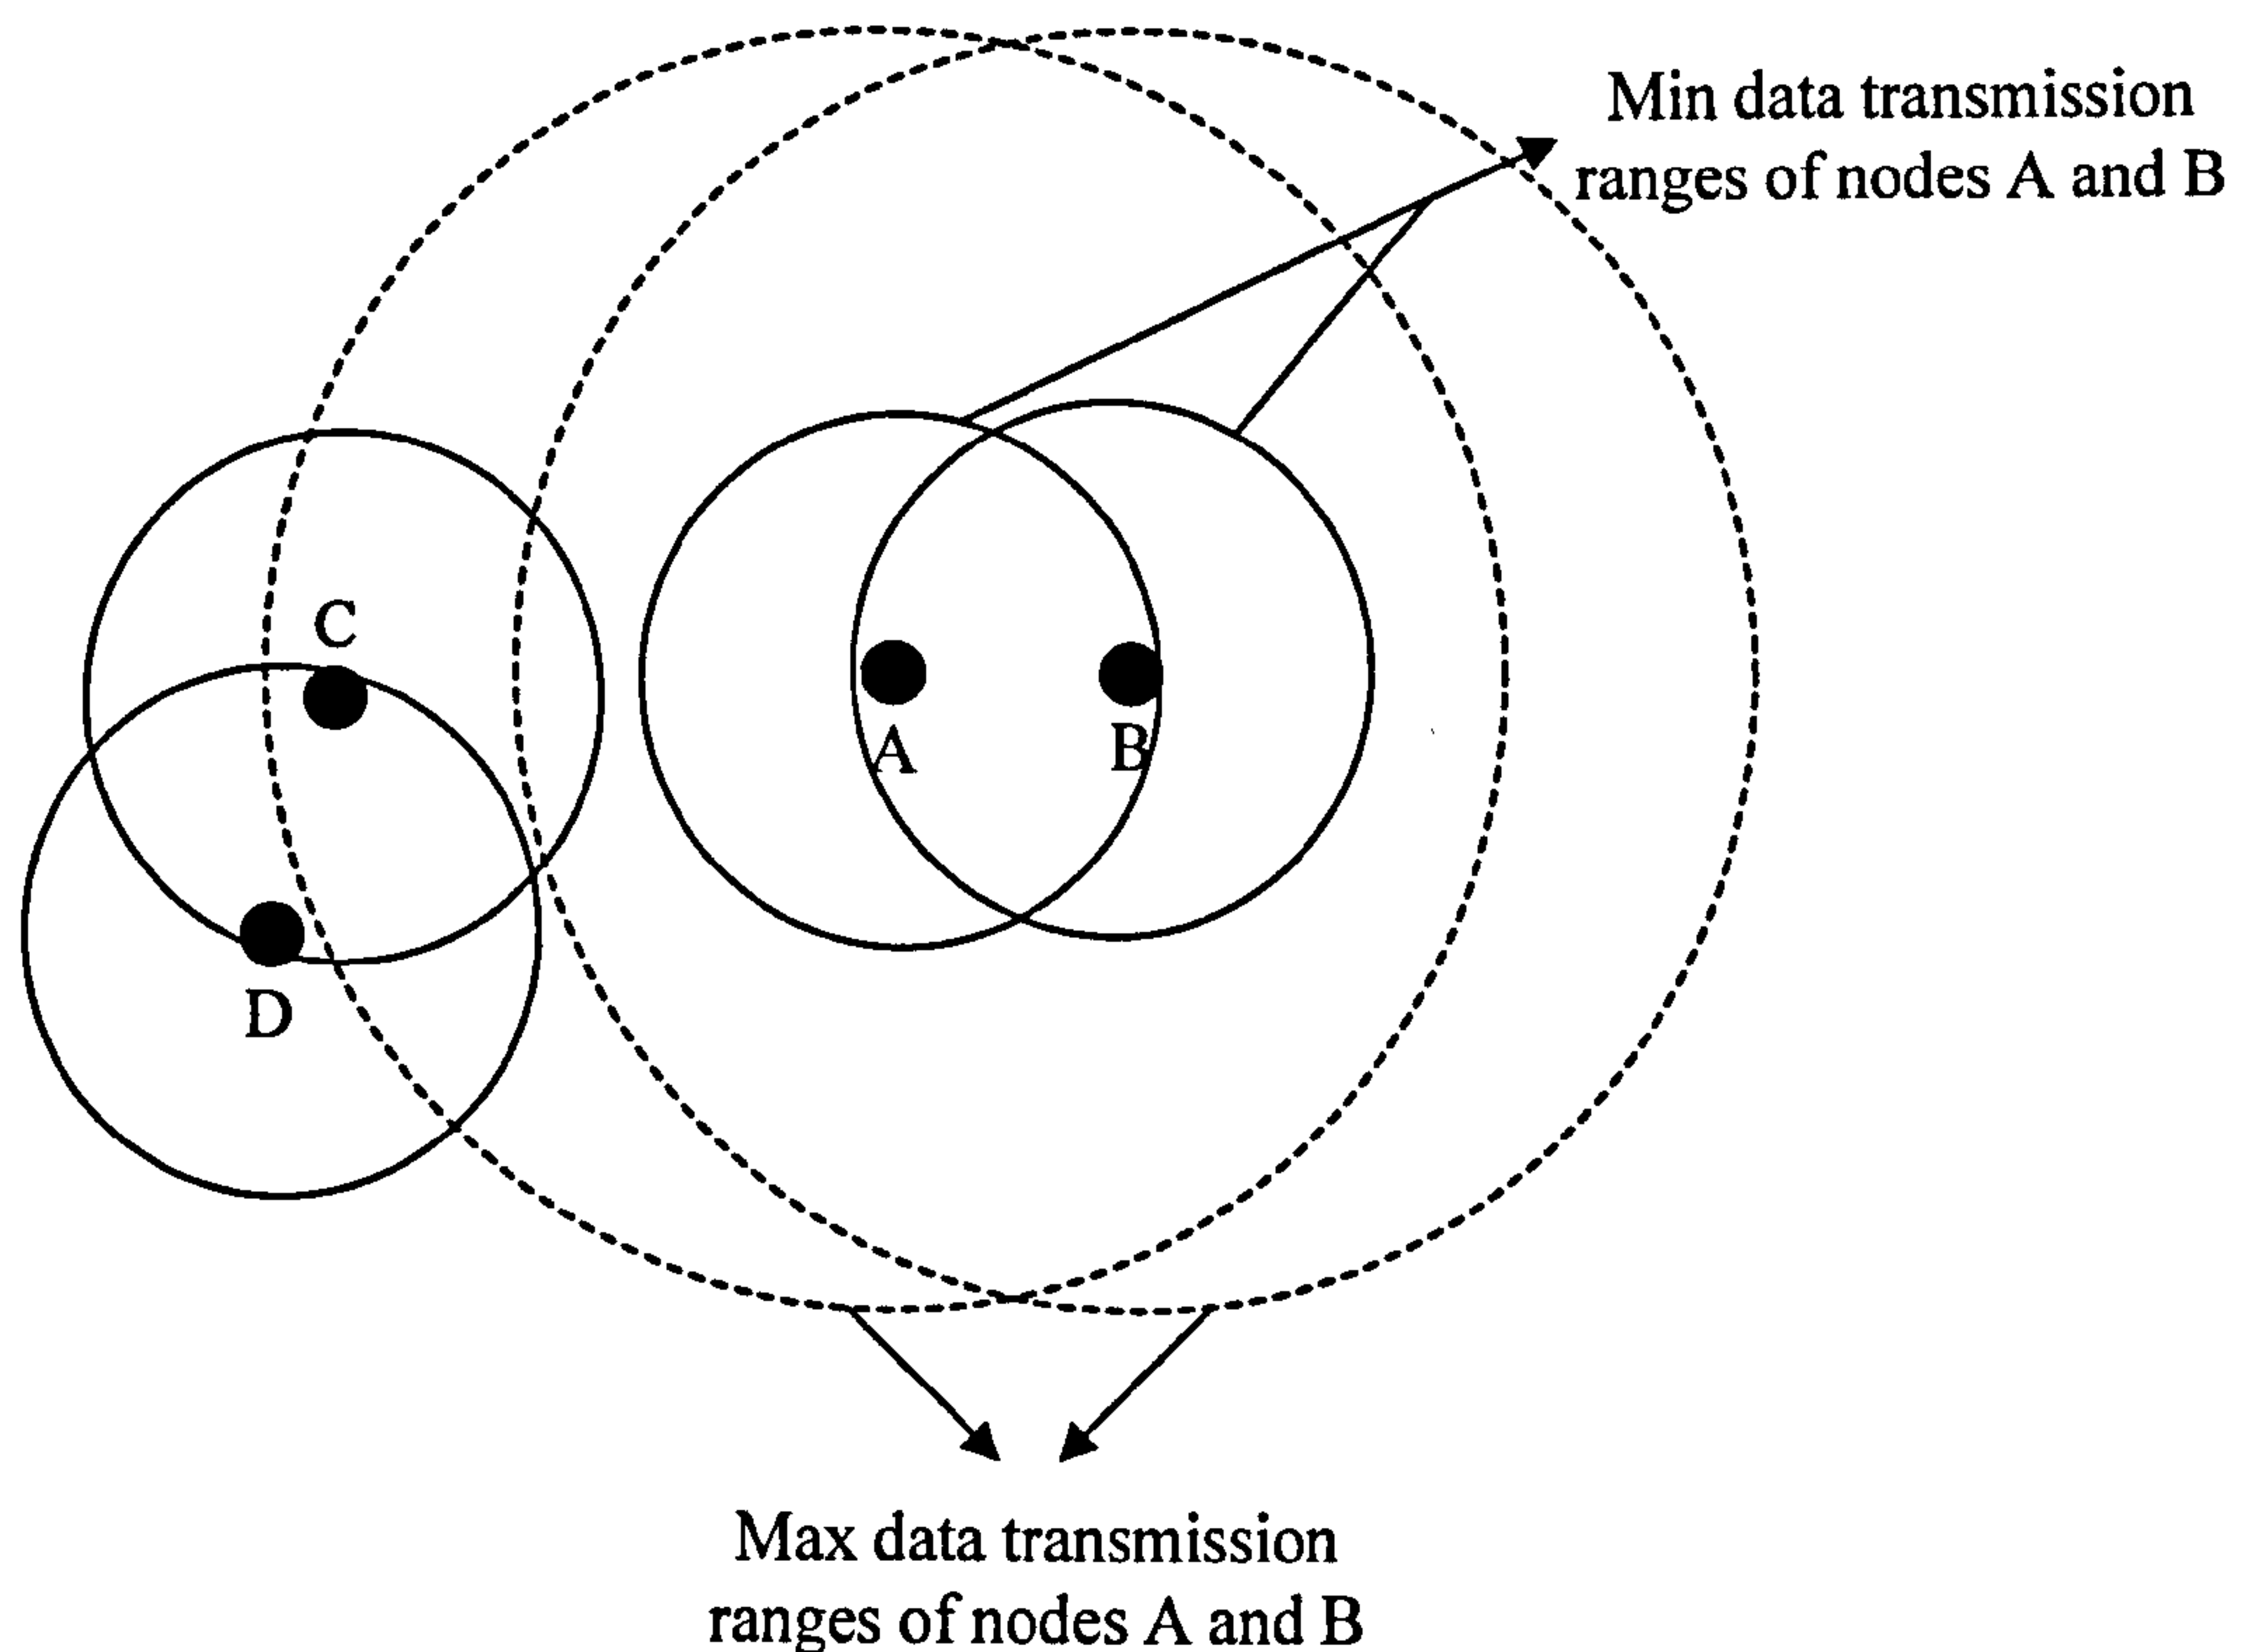 Min data transmission
ranges of nodes A and B
C
A
B
D
Max data transmission
ranges of nodes A and B